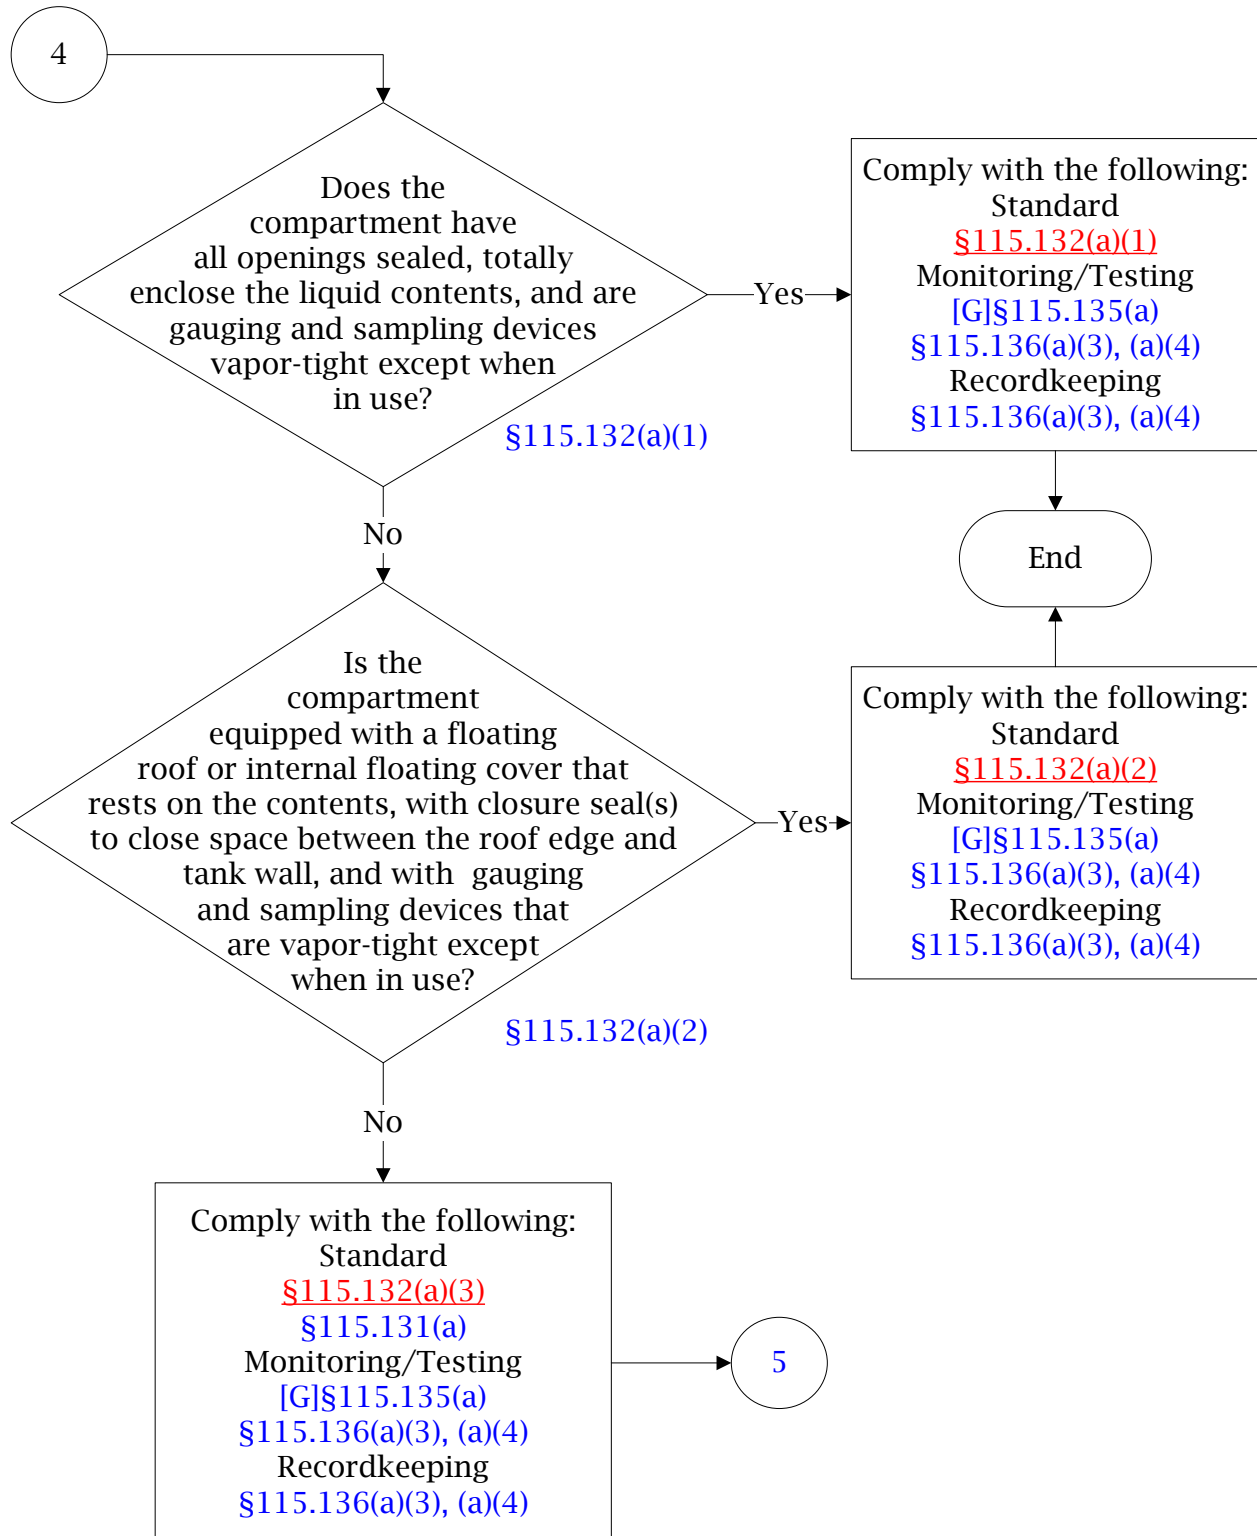 4
Does the
compartment have
all openings sealed, totally
enclose the liquid contents, and are
gauging and sampling devices
vapor-tight except when
in use?
§115.132(a)(1)
Yes
Comply with the following:
Standard
§115.132(a)(1)
Monitoring/Testing
[G]§115.135(a)
§115.136(a)(3), (a)(4)
Recordkeeping
§115.136(a)(3), (a)(4)
No
End
Is the
compartment
equipped with a floating
roof or internal floating cover that
rests on the contents, with closure seal(s)
to close space between the roof edge and
tank wall, and with gauging
and sampling devices that
are vapor-tight except
when in use?
§115.132(a)(2)
Yes
Comply with the following:
Standard
§115.132(a)(2)
Monitoring/Testing
[G]§115.135(a)
§115.136(a)(3), (a)(4)
Recordkeeping
§115.136(a)(3), (a)(4)
No
Comply with the following:
Standard
§115.132(a)(3)
§115.131(a)
Monitoring/Testing
[G]§115.135(a)
§115.136(a)(3), (a)(4)
Recordkeeping
§115.136(a)(3), (a)(4)
5